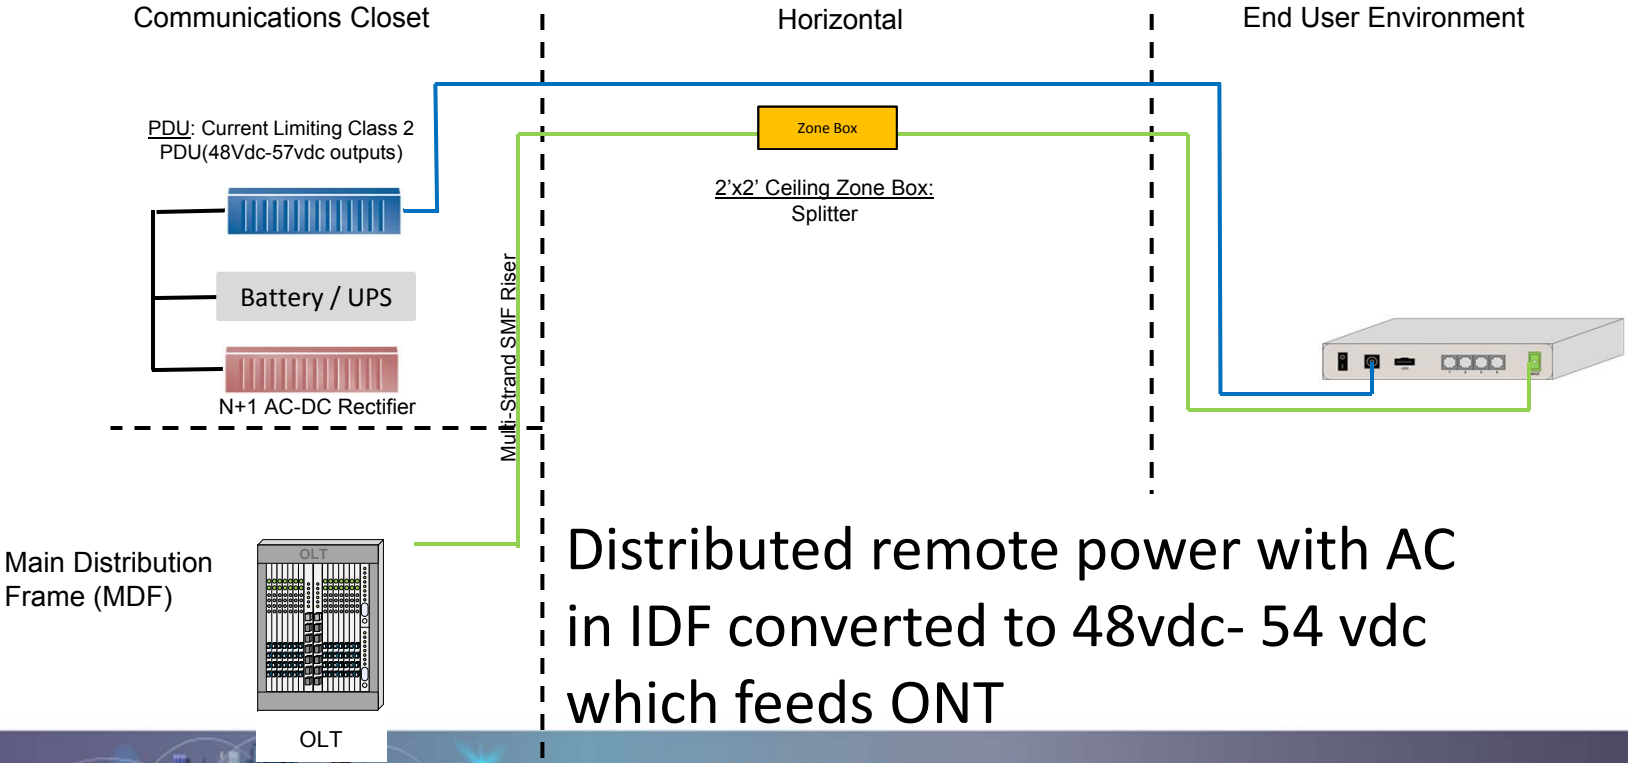 Communications Closet
Horizontal
End User Environment
PDU: Current Limiting Class 2
PDU(48Vdc-57vdc outputs)
Zone Box
2’x2’ Ceiling Zone Box:
Splitter
Battery / UPS
N+1 AC-DC Rectifier
Multi-Strand SMF Riser
Main Distribution
Frame (MDF)
OLT
OLT
Distributed remote power with AC
in IDF converted to 48vdc- 54 vdc
which feeds ONT